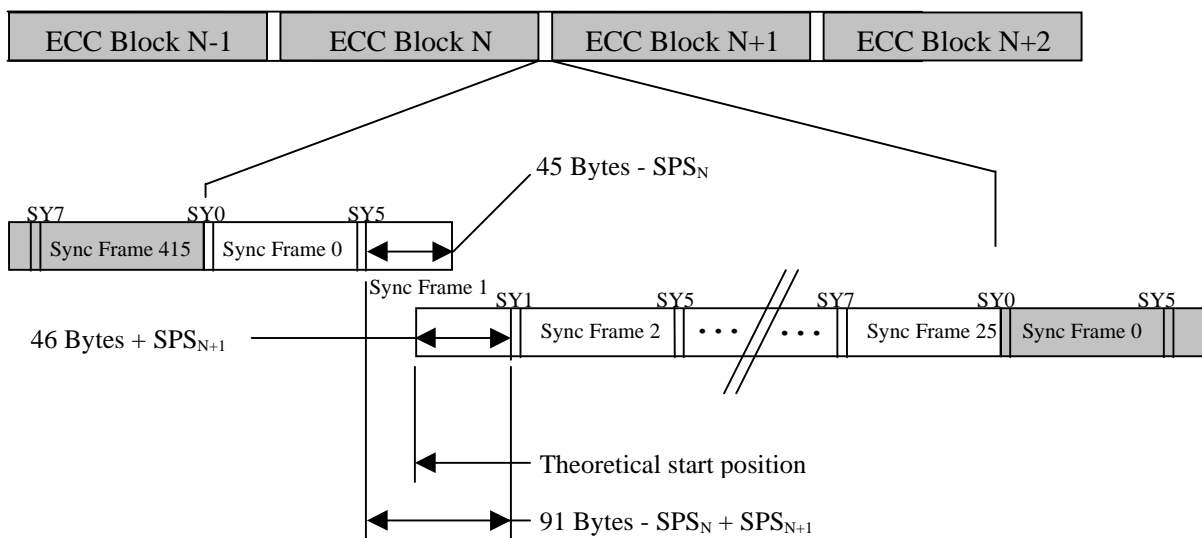 ECC Block N-1 ECC Block N ECC Block N+1 ECC Block N+2
45 Bytes - SPSN
SY7 SY0 SY5
Sync Frame 415 Sync Frame 0
Sync Frame 1
SY1 SY5 SY7 SY0 SY5
46 Bytes + SPSN+1
Sync Frame 2 • • • • • • Sync Frame 25 Sync Frame 0
Theoretical start position
91 Bytes - SPSN + SPSN+1